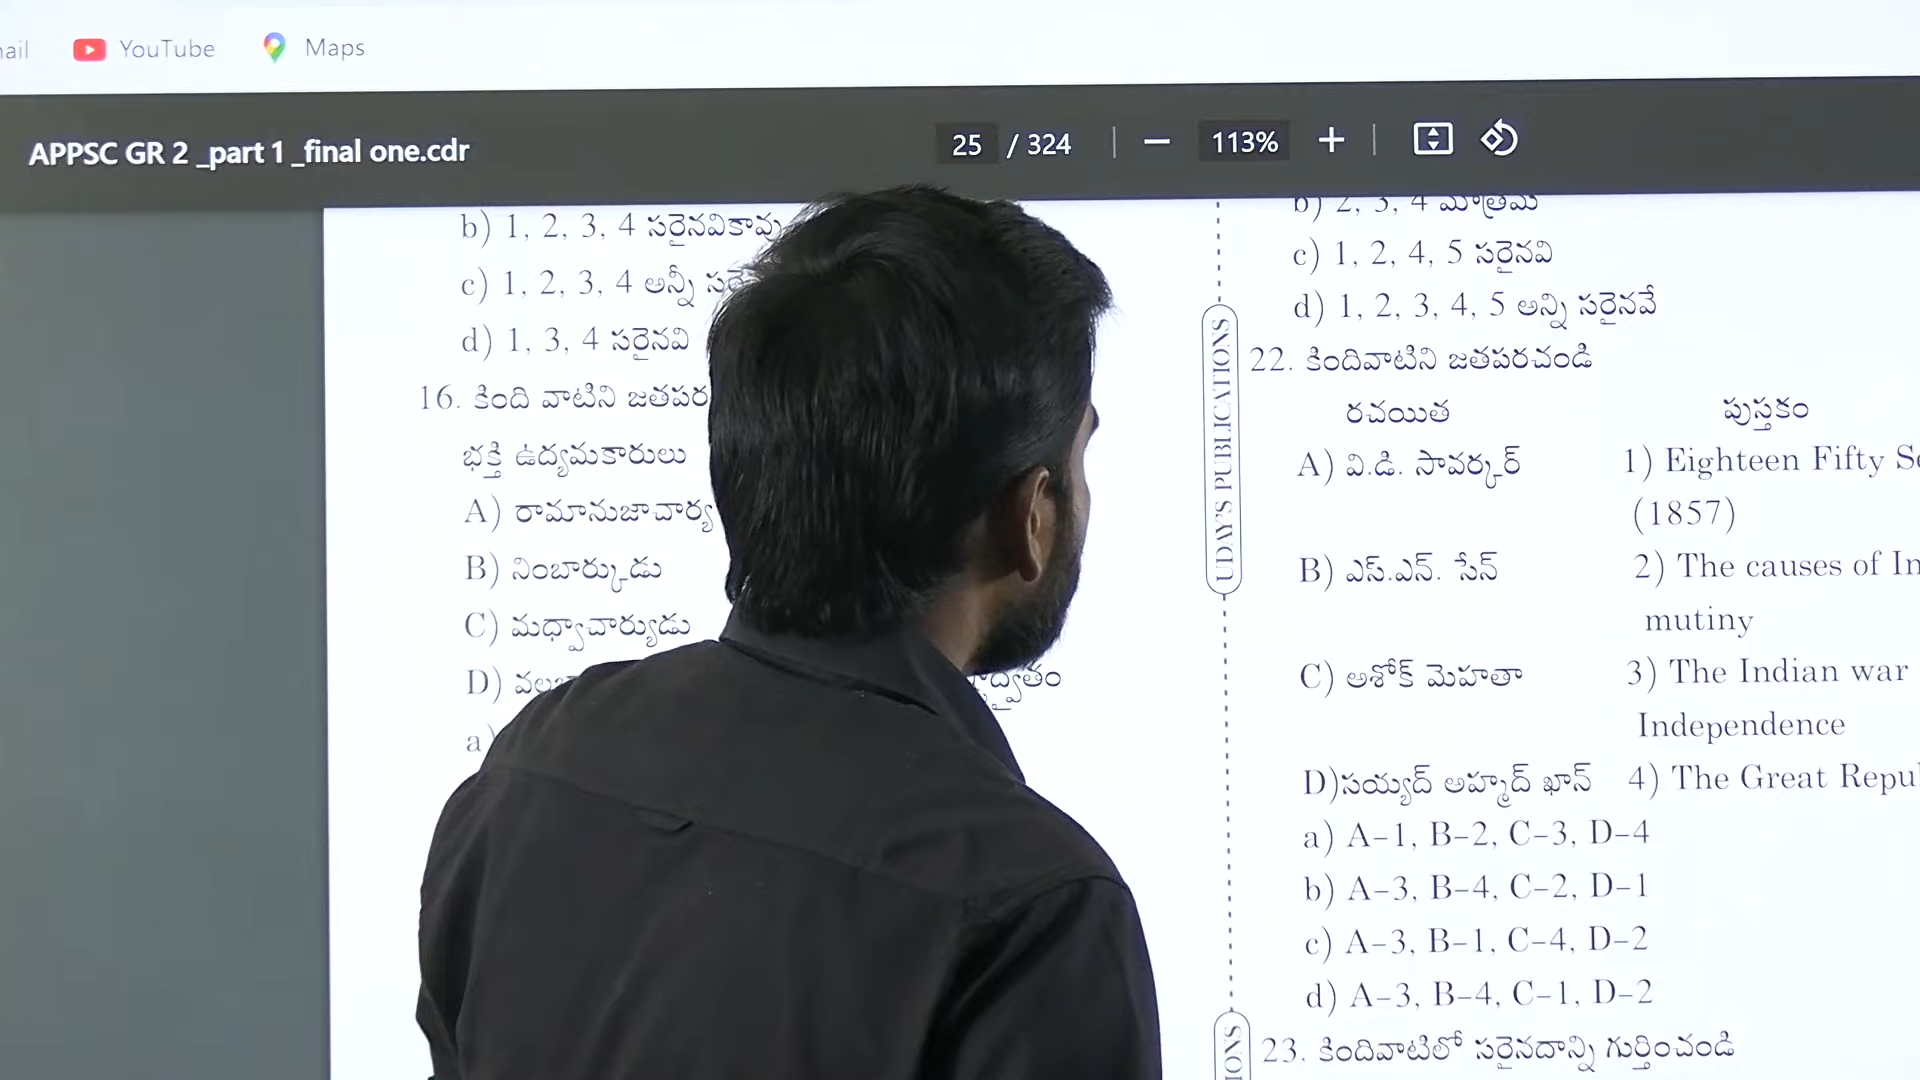 YouTube
Maps
APPSC GR 2 _part 1 _final one.cdr
25 / 324
113%
b) 1, 2, 3, 4 సరైనవికావు
c) 1, 2, 3, 4 అన్నీ
d) 1, 3, 4 సరైనవి
16. కింది వాటిని
భక్తి ఉద్యమకారులు
A) రామానుజాచార్య
B) నింబార్కుడు
C) మధ్వాచార్యుడు
D)
a)
UDAY'S PUBLICATIONS
b) 2, 3, 4 మాత్రమే
c) 1, 2, 4, 5 సరైనవి
d) 1, 2, 3, 4, 5 అన్ని సరైనవే
22. కిందివాటిని జతపరచండి
రచయిత పుస్తకం
A) వి.డి. సావర్కర్ 1) Eighteen Fifty
(1857)
B) ఎస్.ఎన్. సేన్ 2) The causes of
mutiny
C) అశోక్ మెహతా 3) The Indian war
Independence
D)సయ్యద్ అహ్మద్ ఖాన్ 4) The Great
a) A-1, B-2, C-3, D-4
b) A-3, B-4, C-2, D-1
c) A-3, B-1, C-4, D-2
d) A-3, B-4, C-1, D-2
23. కిందివాటిలో సరైనదాన్ని గుర్తించండి